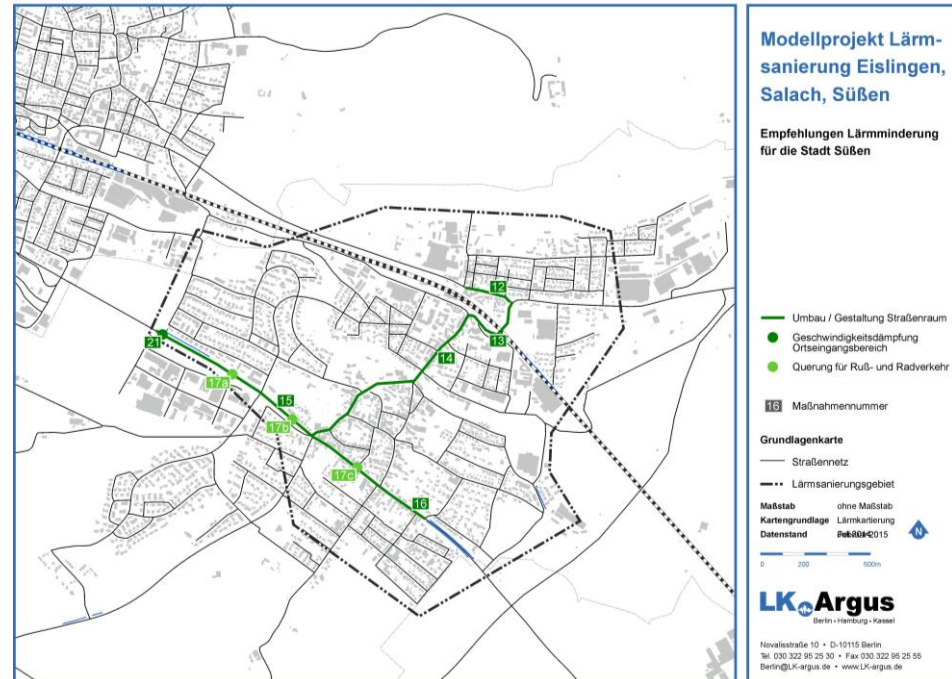 Modellprojekt Lärm-
sanierung Eislingen,
Salach, Süßen
Empfehlungen Lärmminderung
für die Stadt Süßen
Umbau / Gestaltung Straßenraum
Geschwindigkeitsdämpfung
Ortseingangsbereich
Querung für Ruß- und Radverkehr
16 Maßnahmennummer
Grundlagenkarte
Straßennetz
Lärmsanierungsgebiet
Maßstab ohne Maßstab
Kartengrundlage Lärmkartierung
Datenstand 2015
N
0 200 500m
LK Argus
Berlin • Hamburg • Kassel
Novalisstraße 10 • D-10115 Berlin
Tel. 030.322 95 25 30 • Fax 030.322 95 25 55
Berlin@LK-argus.de • www.LK-argus.de
12
13
14
21
17a
15
17b
17c
16